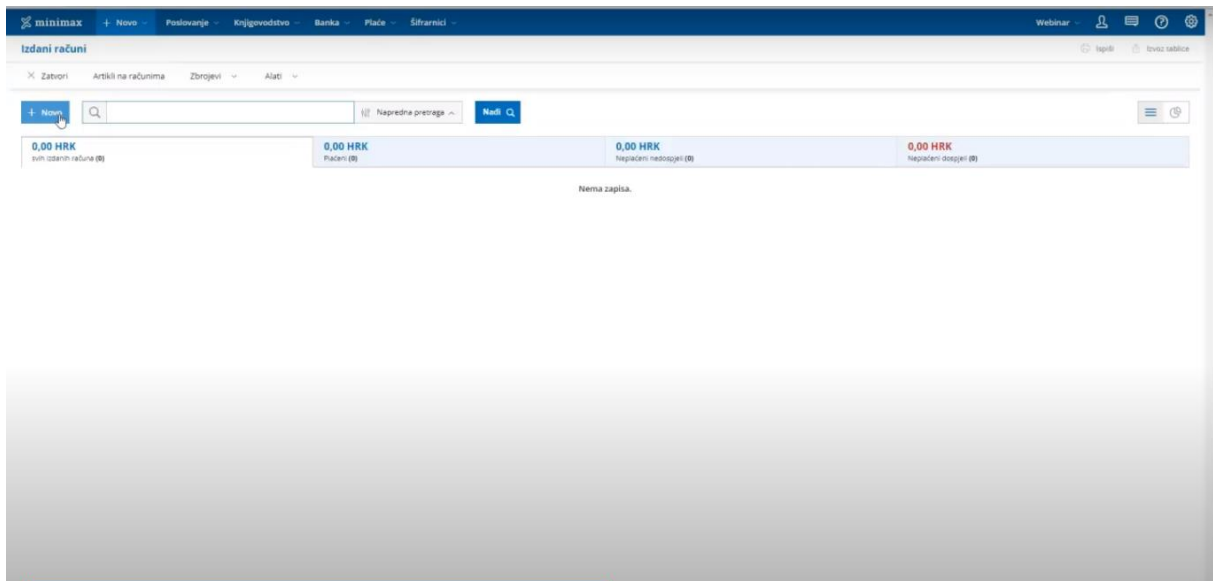 minimax + Novo Poslovanje Knjigovodstvo Banka Plaće Šifrarnici Webinar
Izdani računi Ispiši Izvoz tablice
Zatvori Artikli na računima Zbrojevi Alati
+ Novo Napredna pretraga Nađi
0,00 HRK 0,00 HRK 0,00 HRK 0,00 HRK
svih izdanih računa (0) Plaćeni (0) Neplaćeni nedospjeli (0) Neplaćeni dospjeli (0)
Nema zapisa.